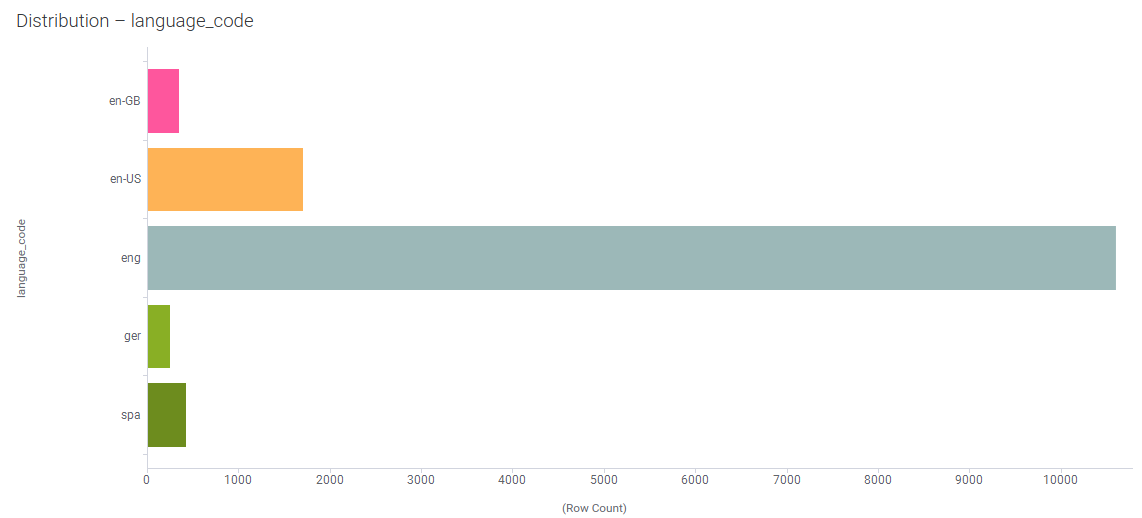 Distribution – language_code
language_code
en-GB
en-US
eng
ger
spa
0 1000 2000 3000 4000 5000 6000 7000 8000 9000 10000
(Row Count)